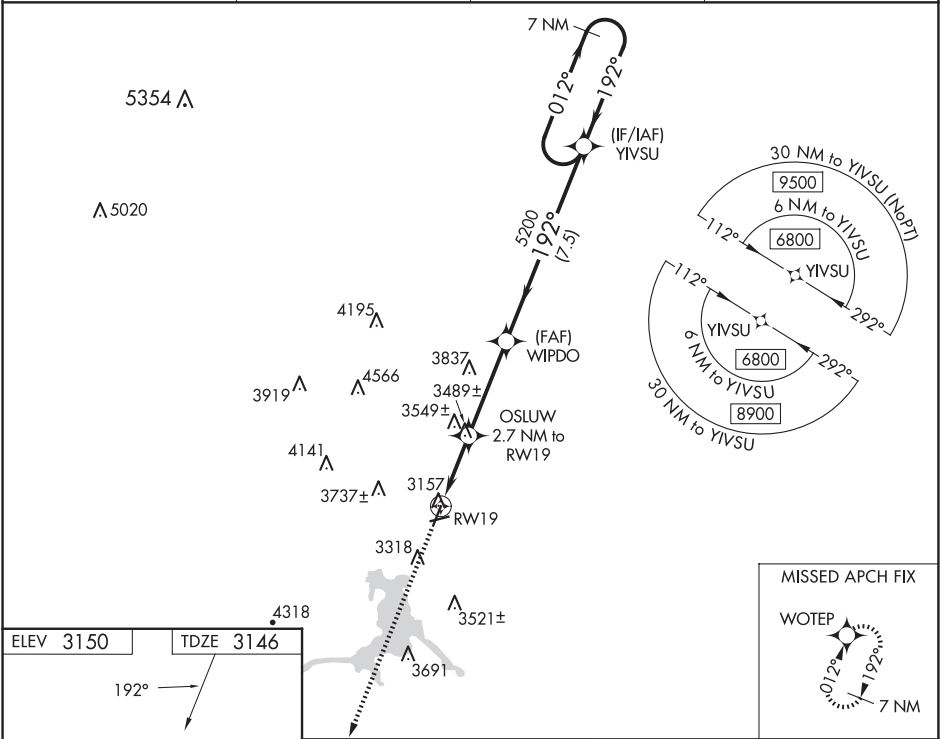 7 NM
012°
192°
(IF/IAF)
YIVSU
5354
5020
5200
192°
(7.5)
30 NM to YIVSU (NoPT)
9500
6 NM to YIVSU
6800
112°
YIVSU
292°
112°
YIVSU
6800
292°
6 NM to YIVSU
8900
30 NM to YIVSU
4195
(FAF)
WIPDO
3837
3919
4566
3489±
3549±
OSLUW
2.7 NM to
RW19
4141
3737±
3157
RW19
3318
3521±
4318
3691
ELEV 3150
TDZE 3146
192°
MISSED APCH FIX
WOTEP
012°
192°
7 NM